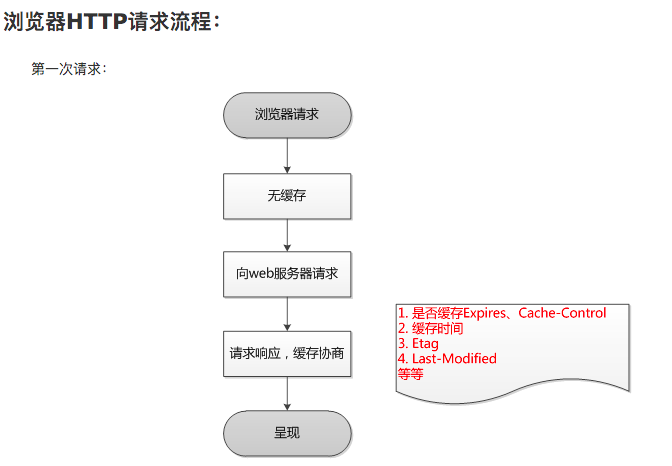 浏览器HTTP请求流程：
第一次请求：
浏览器请求
无缓存
向web服务器请求
请求响应，缓存协商
1. 是否缓存Expires、Cache-Control
2. 缓存时间
3. Etag
4. Last-Modified
等等
呈现